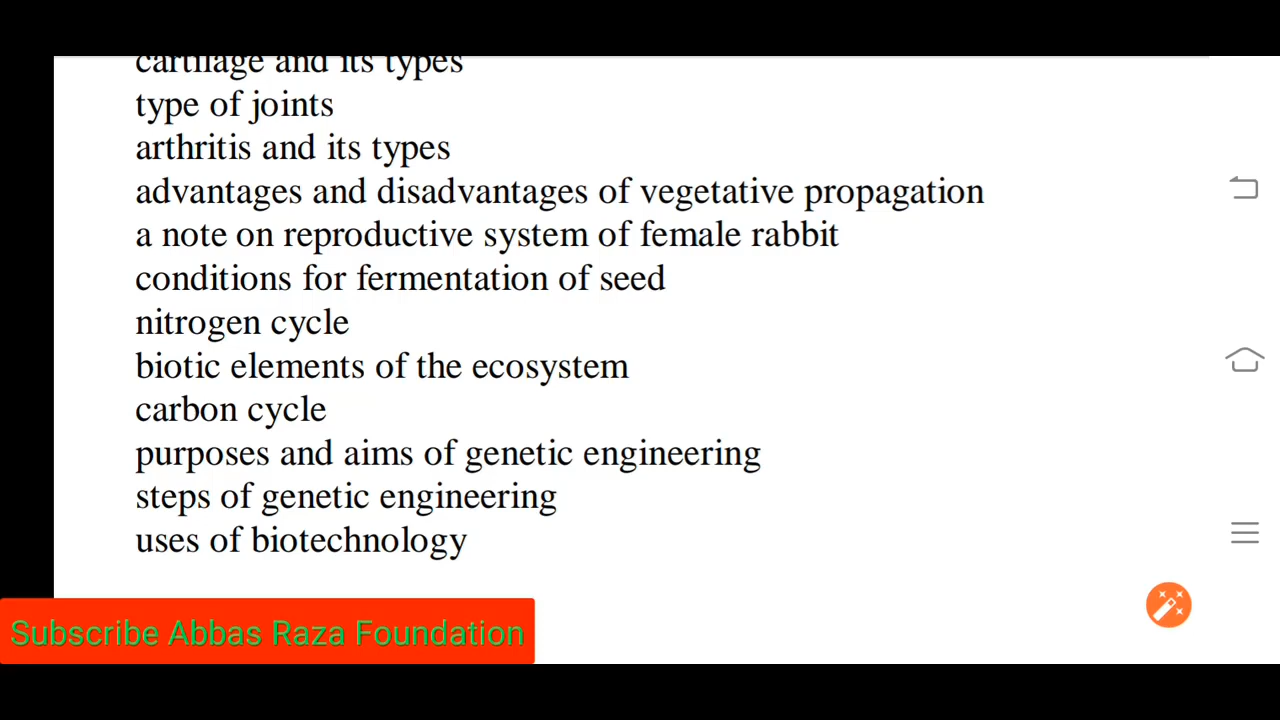 cartilage and its types
type of joints
arthritis and its types
advantages and disadvantages of vegetative propagation
a note on reproductive system of female rabbit
conditions for fermentation of seed
nitrogen cycle
biotic elements of the ecosystem
carbon cycle
purposes and aims of genetic engineering
steps of genetic engineering
uses of biotechnology
Subscribe Abbas Raza Foundation